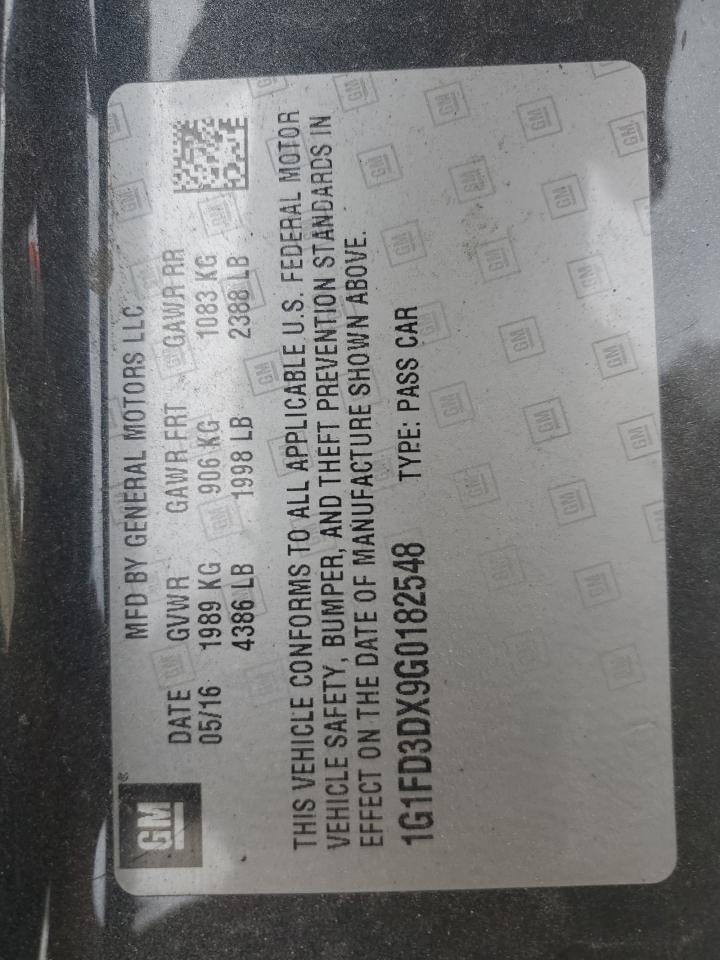 GM®
MFD BY GENERAL MOTORS LLC
DATE GVWR GAWR FRT GAWR RR
05/16 1989 KG 906 KG 1083 KG
4386 LB 1998 LB 2388 LB
THIS VEHICLE CONFORMS TO ALL APPLICABLE U.S. FEDERAL MOTOR
VEHICLE SAFETY, BUMPER, AND THEFT PREVENTION STANDARDS IN
EFFECT ON THE DATE OF MANUFACTURE SHOWN ABOVE.
1G1FD3DX9G0182548 TYPE: PASS CAR